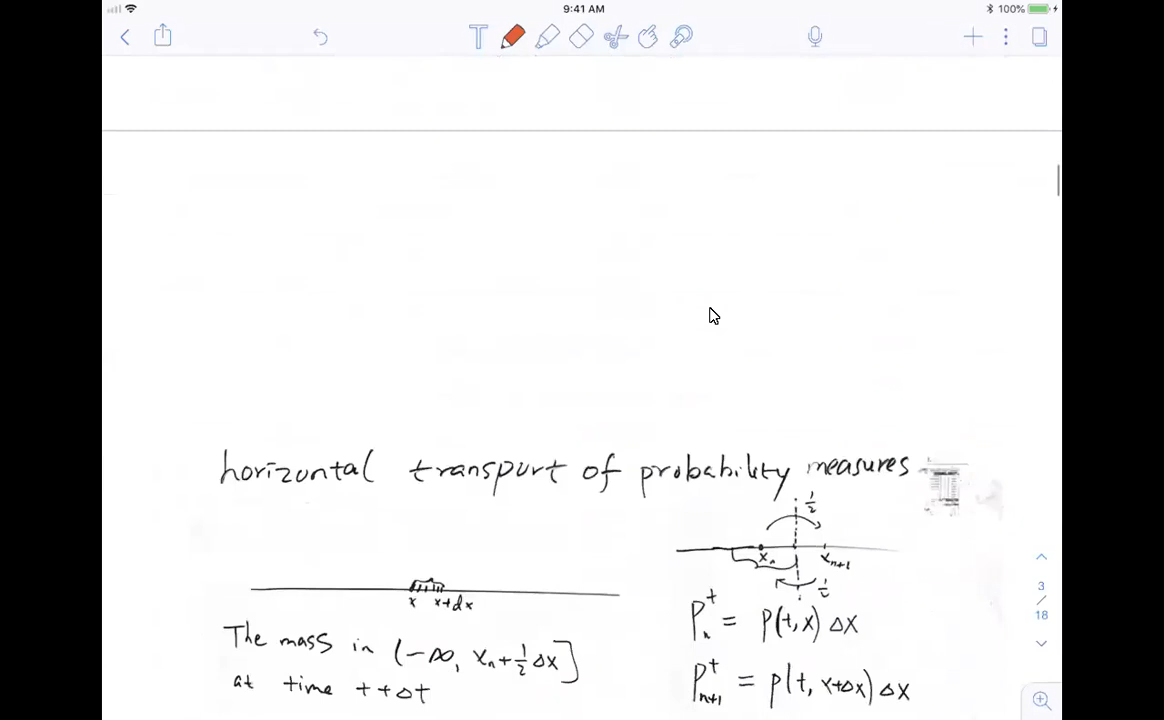 9:41 AM
100%
T
horizontal transport of probability measures
1/2
x_n x_{n+1}
1/2
x x+dx
P_n^t = P(t,x) Δx
The mass in (-∞, x_n + 1/2 Δx]
at time t+Δt
P_{n+1}^t = P(t, x+Δx) Δx
3
/
18